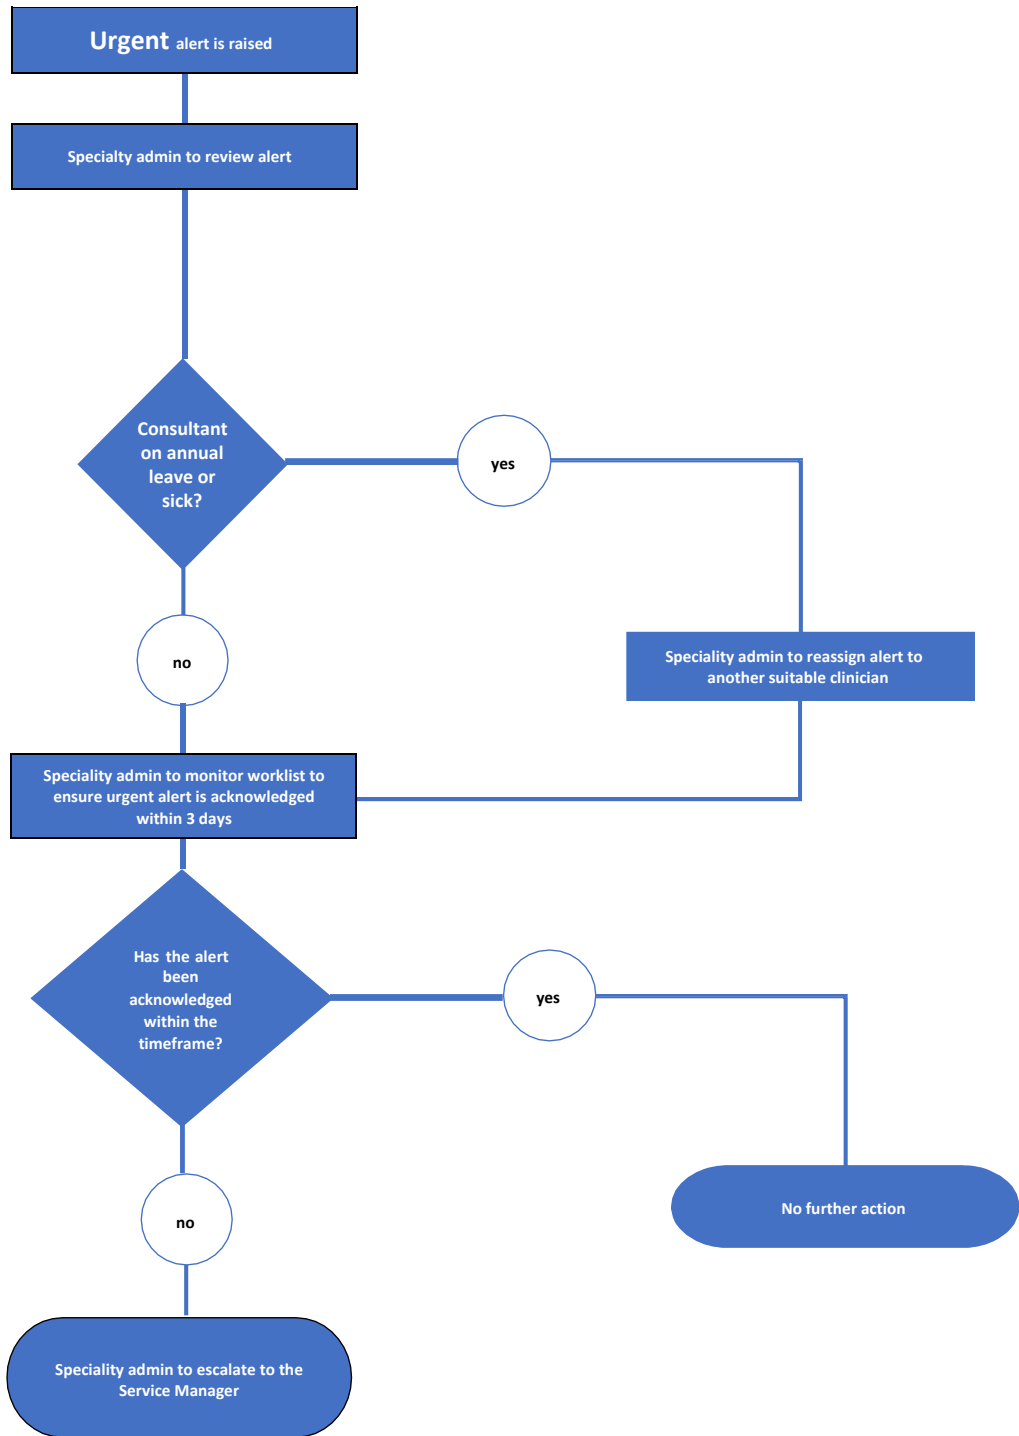 Urgent alert is raised
Specialty admin to review alert
Consultant
on annual
leave or
sick?
yes
no
Speciality admin to reassign alert to
another suitable clinician
Speciality admin to monitor worklist to
ensure urgent alert is acknowledged
within 3 days
Has the alert
been
acknowledged
within the
timeframe?
yes
no
No further action
Speciality admin to escalate to the
Service Manager